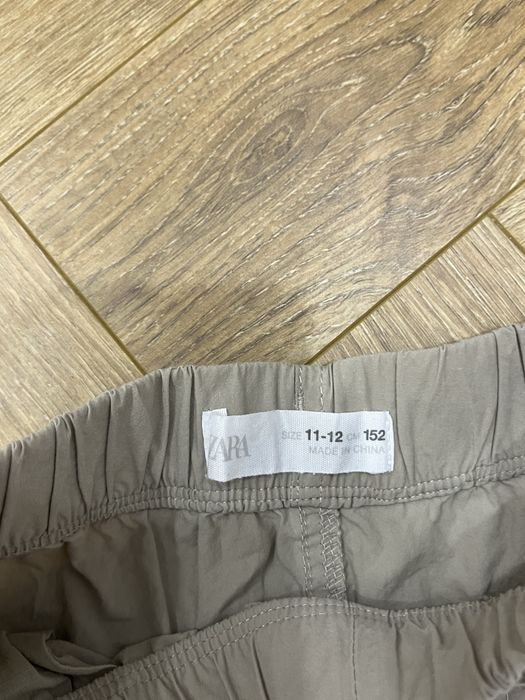 ZARA
SIZE 11-12 CM 152
MADE IN CHINA